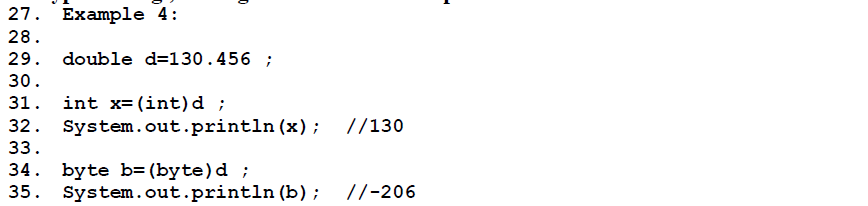 27. Example 4:
28.
29. double d=130.456 ;
30.
31. int x=(int)d ;
32. System.out.println(x);  //130
33.
34. byte b=(byte)d ;
35. System.out.println(b);  //-206